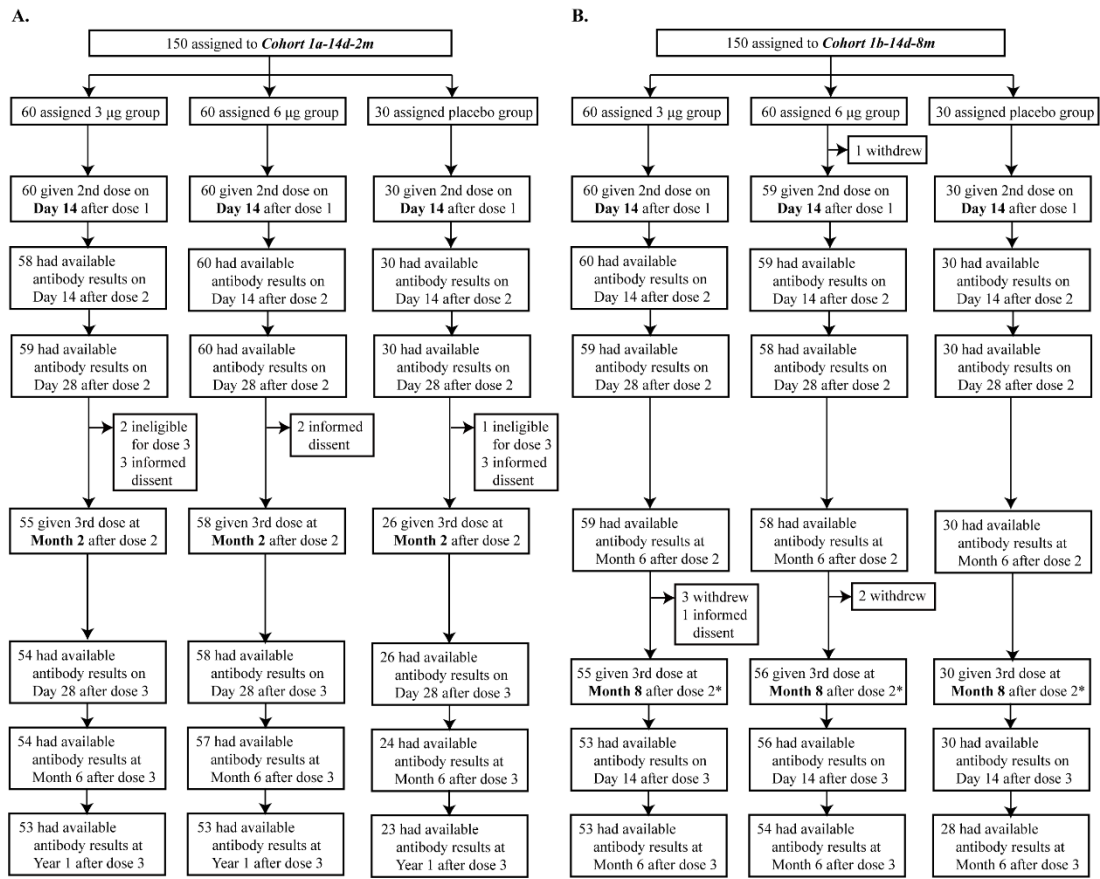 A.
150 assigned to Cohort 1a-14d-2m
60 assigned 3 μg group
60 assigned 6 μg group
30 assigned placebo group
60 given 2nd dose on
Day 14 after dose 1
60 given 2nd dose on
Day 14 after dose 1
30 given 2nd dose on
Day 14 after dose 1
58 had available
antibody results on
Day 14 after dose 2
60 had available
antibody results on
Day 14 after dose 2
30 had available
antibody results on
Day 14 after dose 2
59 had available
antibody results on
Day 28 after dose 2
60 had available
antibody results on
Day 28 after dose 2
30 had available
antibody results on
Day 28 after dose 2
2 ineligible
for dose 3
3 informed
dissent
2 informed
dissent
1 ineligible
for dose 3
3 informed
dissent
55 given 3rd dose at
Month 2 after dose 2
58 given 3rd dose at
Month 2 after dose 2
26 given 3rd dose at
Month 2 after dose 2
54 had available
antibody results on
Day 28 after dose 3
58 had available
antibody results on
Day 28 after dose 3
26 had available
antibody results on
Day 28 after dose 3
54 had available
antibody results at
Month 6 after dose 3
57 had available
antibody results at
Month 6 after dose 3
24 had available
antibody results at
Month 6 after dose 3
53 had available
antibody results at
Year 1 after dose 3
53 had available
antibody results at
Year 1 after dose 3
23 had available
antibody results at
Year 1 after dose 3
B.
150 assigned to Cohort 1b-14d-8m
60 assigned 3 μg group
60 assigned 6 μg group
30 assigned placebo group
1 withdrew
60 given 2nd dose on
Day 14 after dose 1
59 given 2nd dose on
Day 14 after dose 1
30 given 2nd dose on
Day 14 after dose 1
60 had available
antibody results on
Day 14 after dose 2
59 had available
antibody results on
Day 14 after dose 2
30 had available
antibody results on
Day 14 after dose 2
59 had available
antibody results on
Day 28 after dose 2
58 had available
antibody results on
Day 28 after dose 2
30 had available
antibody results on
Day 28 after dose 2
59 had available
antibody results at
Month 6 after dose 2
58 had available
antibody results at
Month 6 after dose 2
30 had available
antibody results at
Month 6 after dose 2
3 withdrew
1 informed
dissent
2 withdrew
55 given 3rd dose at
Month 8 after dose 2*
56 given 3rd dose at
Month 8 after dose 2*
30 given 3rd dose at
Month 8 after dose 2*
53 had available
antibody results on
Day 14 after dose 3
56 had available
antibody results on
Day 14 after dose 3
30 had available
antibody results on
Day 14 after dose 3
53 had available
antibody results at
Month 6 after dose 3
54 had available
antibody results at
Month 6 after dose 3
28 had available
antibody results at
Month 6 after dose 3